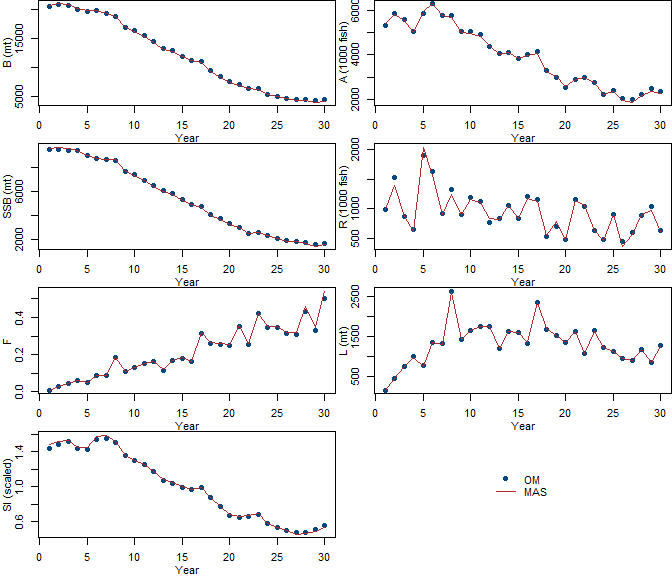 B (mt)
5000 15000
0 5 10 15 20 25 30
Year
A (1000 fish)
2000 4000 6000
0 5 10 15 20 25 30
Year
SSB (mt)
2000 6000
0 5 10 15 20 25 30
Year
R (1000 fish)
500 1000 2000
0 5 10 15 20 25 30
Year
F
0.0 0.2 0.4
0 5 10 15 20 25 30
Year
L (mt)
500 1500 2500
0 5 10 15 20 25 30
Year
SI (scaled)
0.6 1.0 1.4
0 5 10 15 20 25 30
Year
OM
MAS